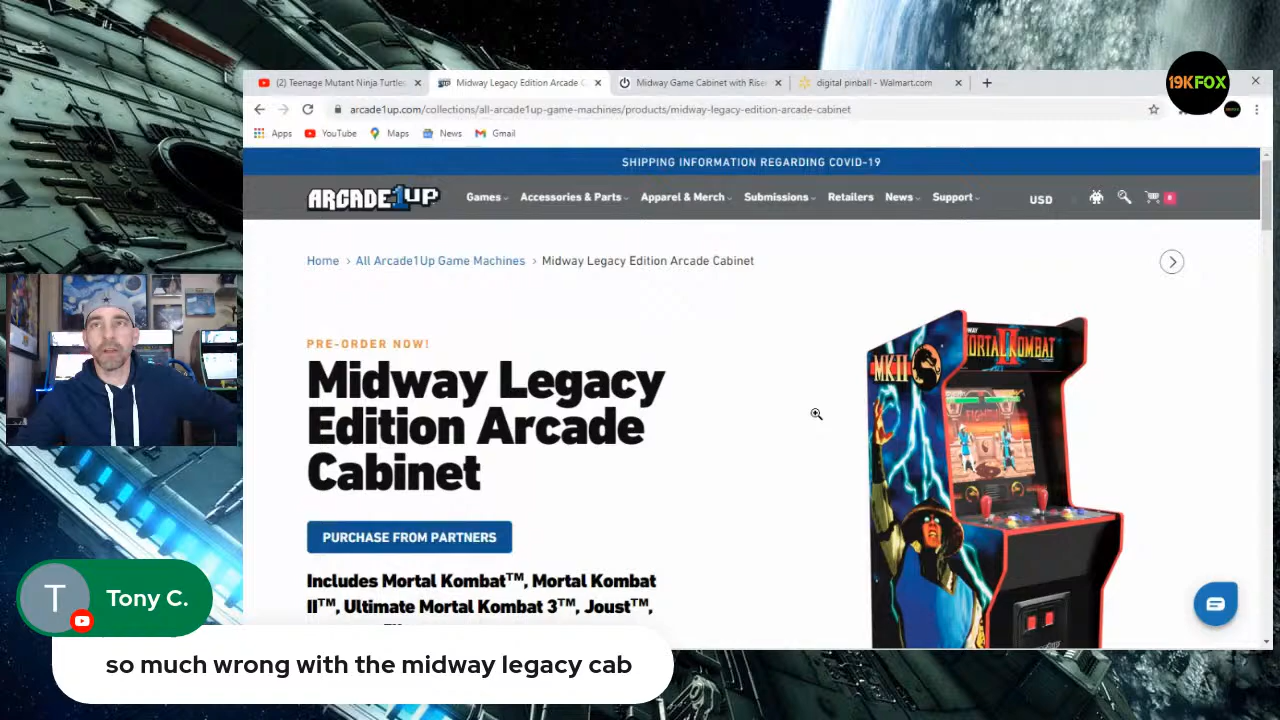 19KFOX
(2) Teenage Mutant Ninja Turtles
Midway Legacy Edition Arcade C
Midway Game Cabinet with Riser
digital pinball - Walmart.com
arcade1up.com/collections/all-arcade1up-game-machines/products/midway-legacy-edition-arcade-cabinet
Apps
YouTube
Maps
News
Gmail
SHIPPING INFORMATION REGARDING COVID-19
ARCADE1UP
Games
Accessories & Parts
Apparel & Merch
Submissions
Retailers
News
Support
USD
Home › All Arcade1Up Game Machines › Midway Legacy Edition Arcade Cabinet
PRE-ORDER NOW!
Midway Legacy
Edition Arcade
Cabinet
PURCHASE FROM PARTNERS
Includes Mortal Kombat™, Mortal Kombat
II™, Ultimate Mortal Kombat 3™, Joust™,
MORTAL KOMBAT
II
MKII
T
Tony C.
so much wrong with the midway legacy cab